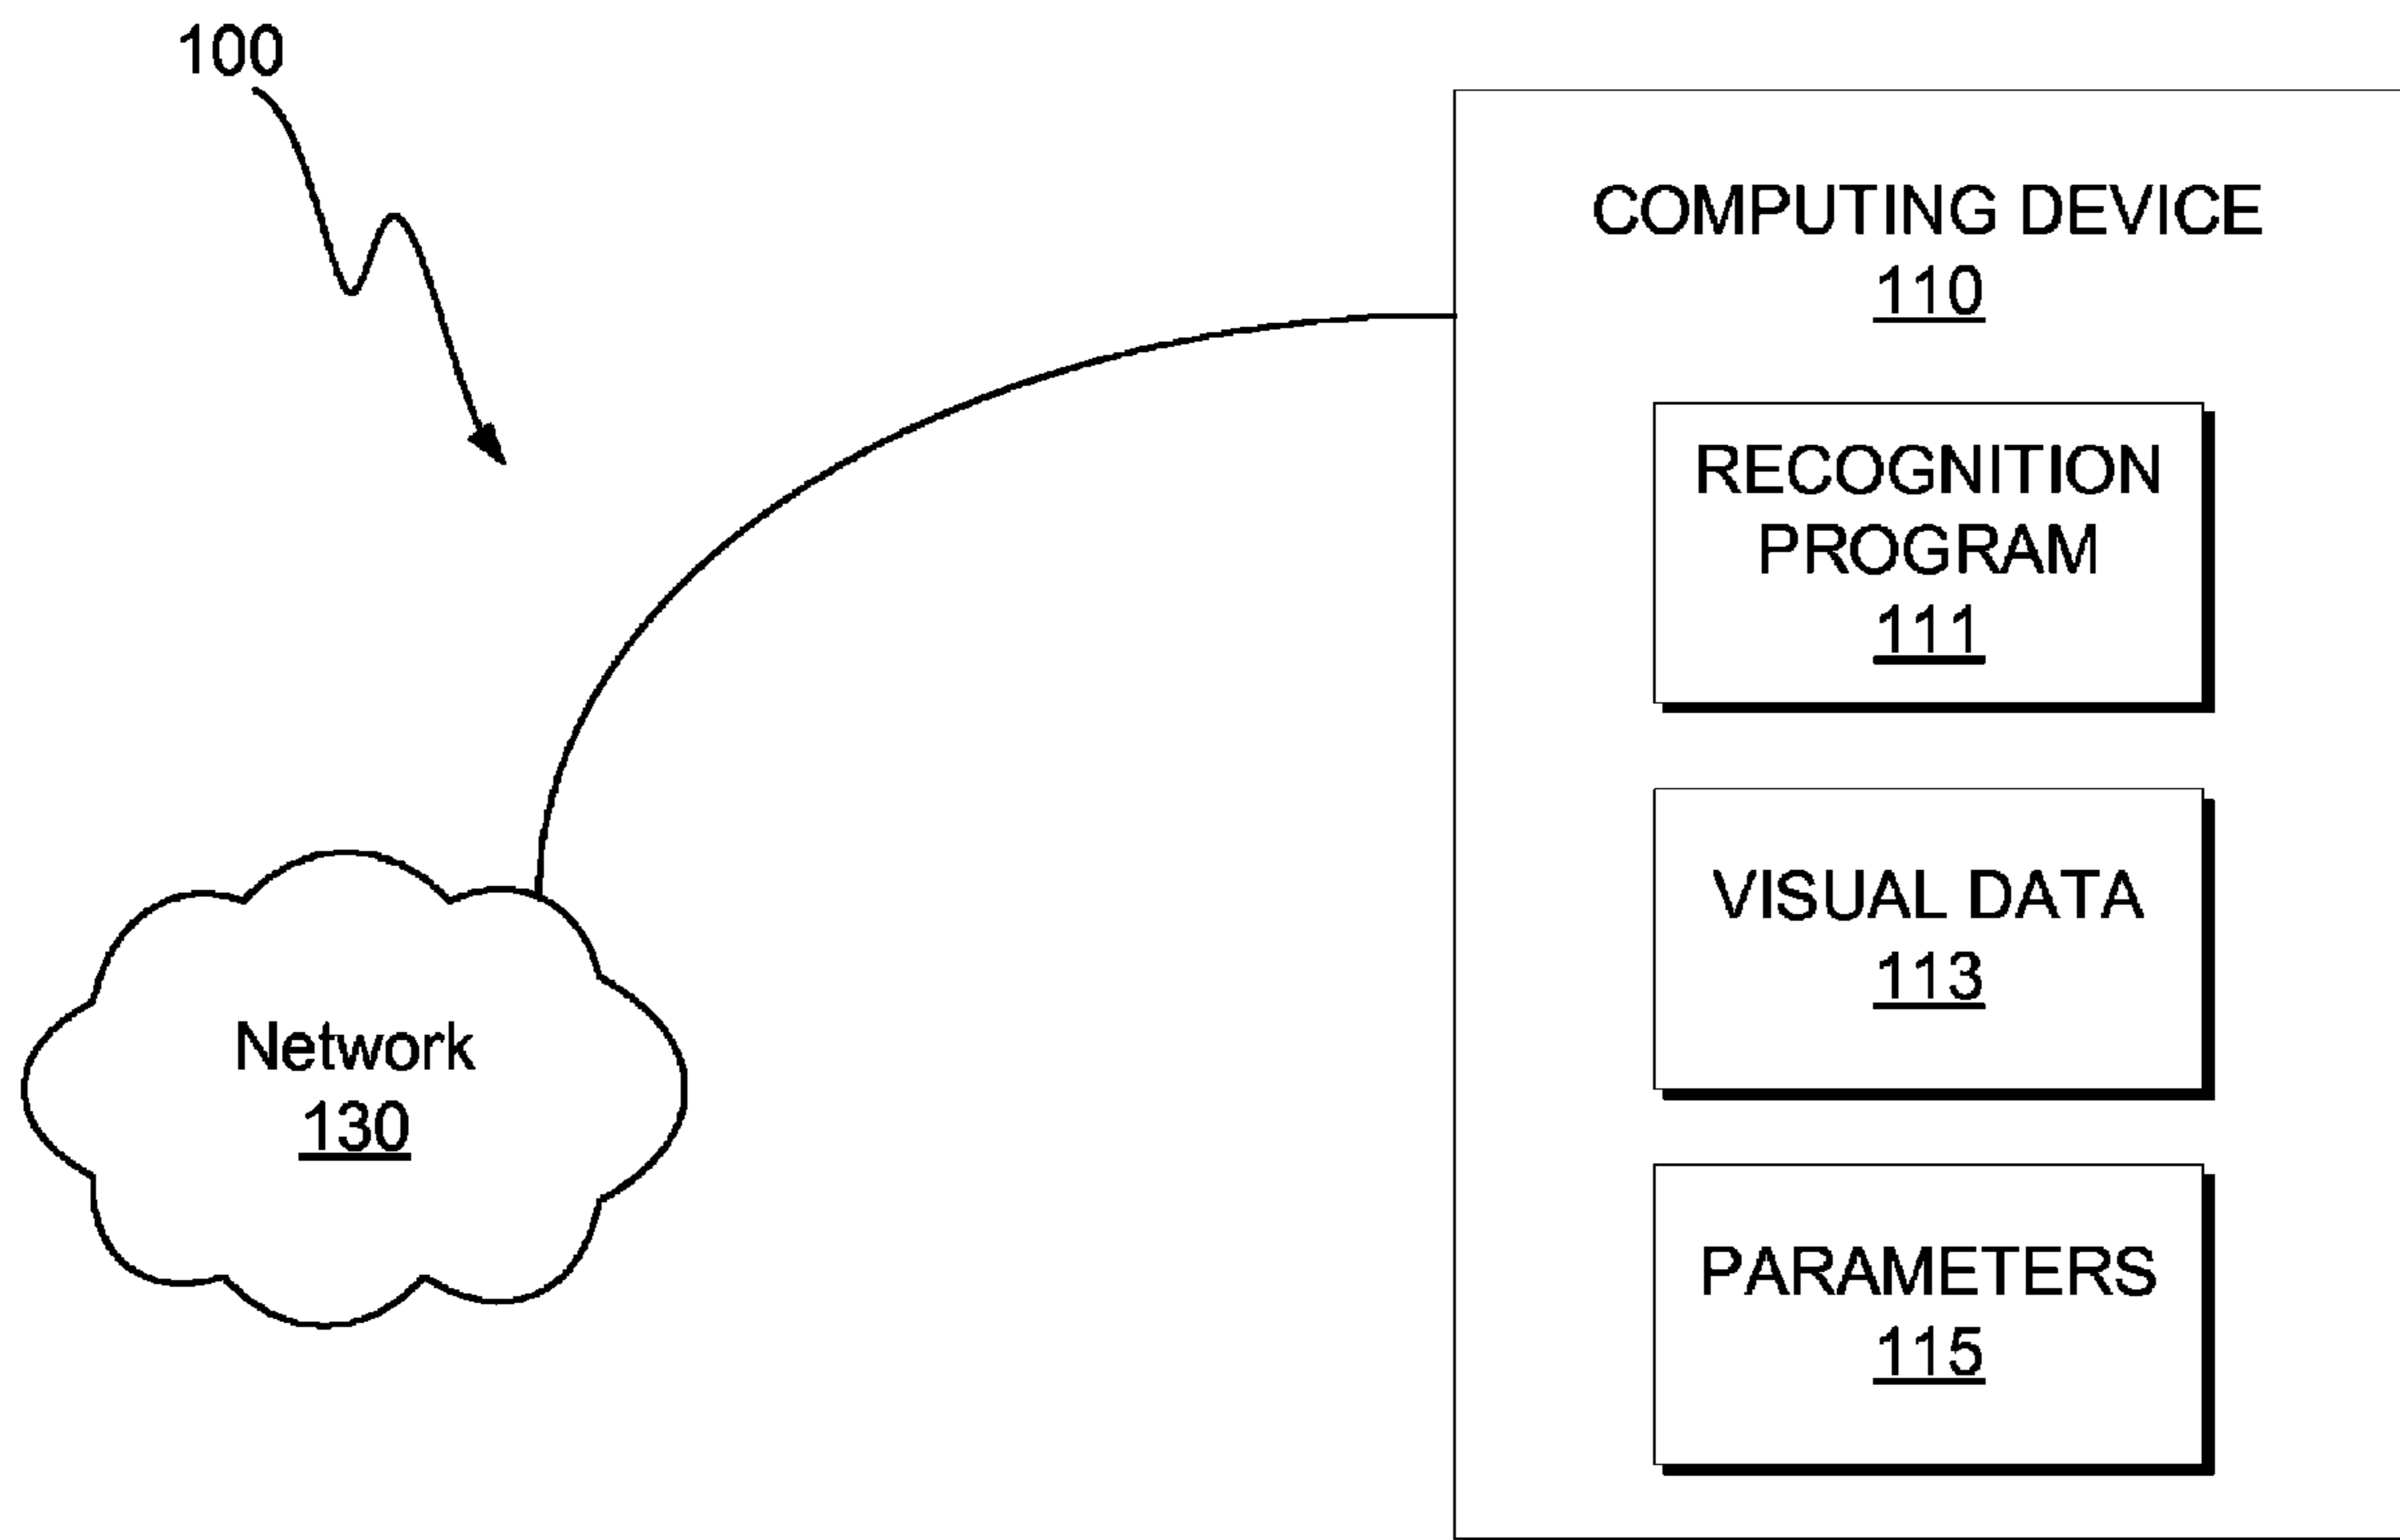 100
COMPUTING DEVICE
110
RECOGNITION
PROGRAM
111
VISUAL DATA
113
Network
130
PARAMETERS
115